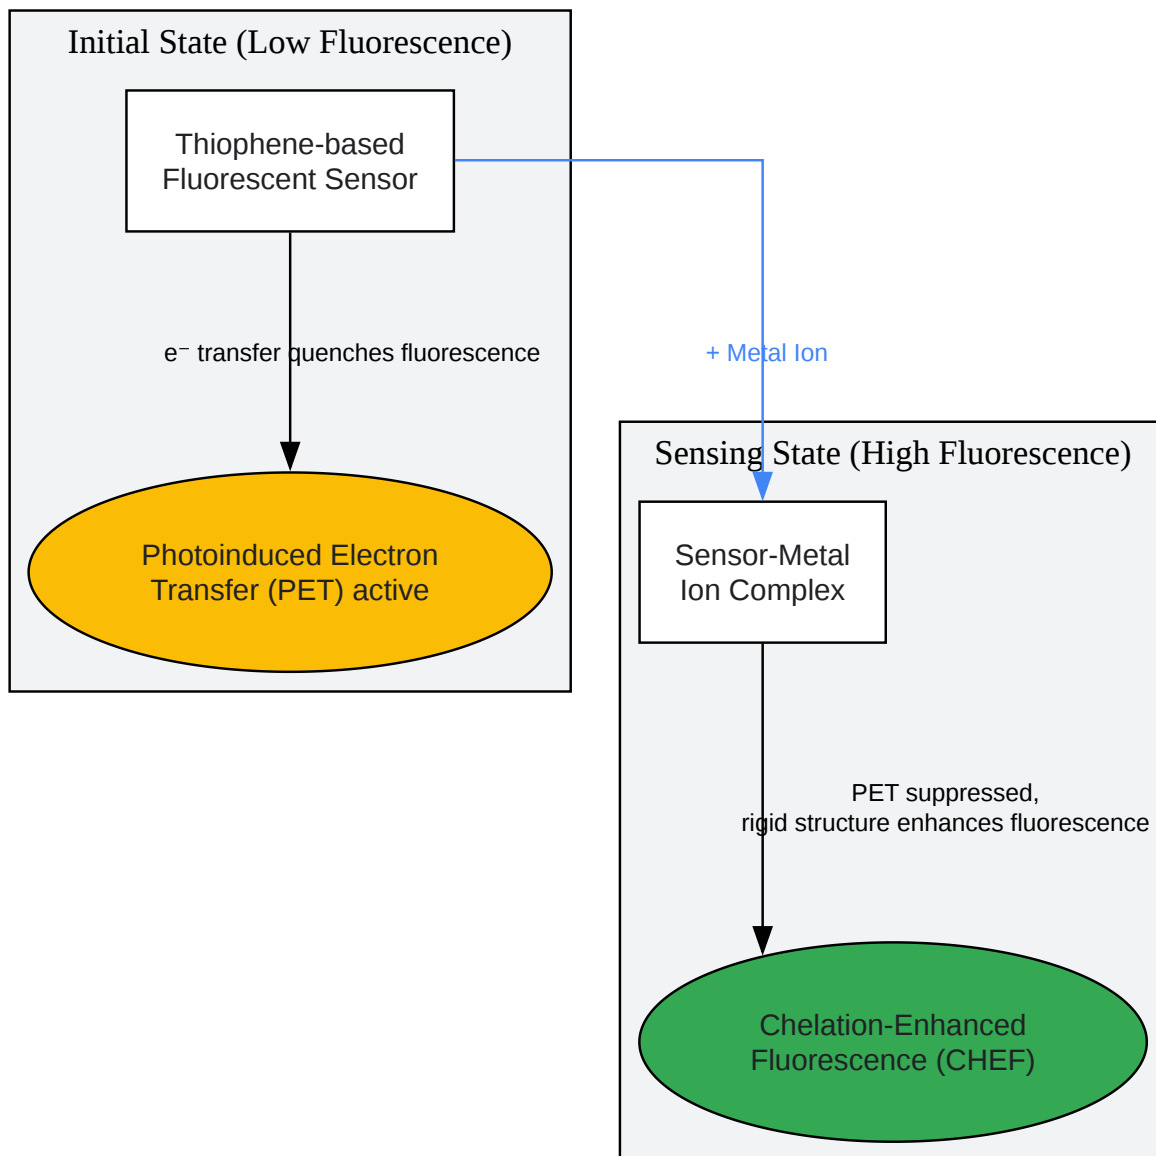 Initial State (Low Fluorescence)
Thiophene-based
Fluorescent Sensor
e⁻ transfer quenches fluorescence
+ Metal Ion
Photoinduced Electron
Transfer (PET) active
Sensing State (High Fluorescence)
Sensor-Metal
Ion Complex
PET suppressed,
rigid structure enhances fluorescence
Chelation-Enhanced
Fluorescence (CHEF)